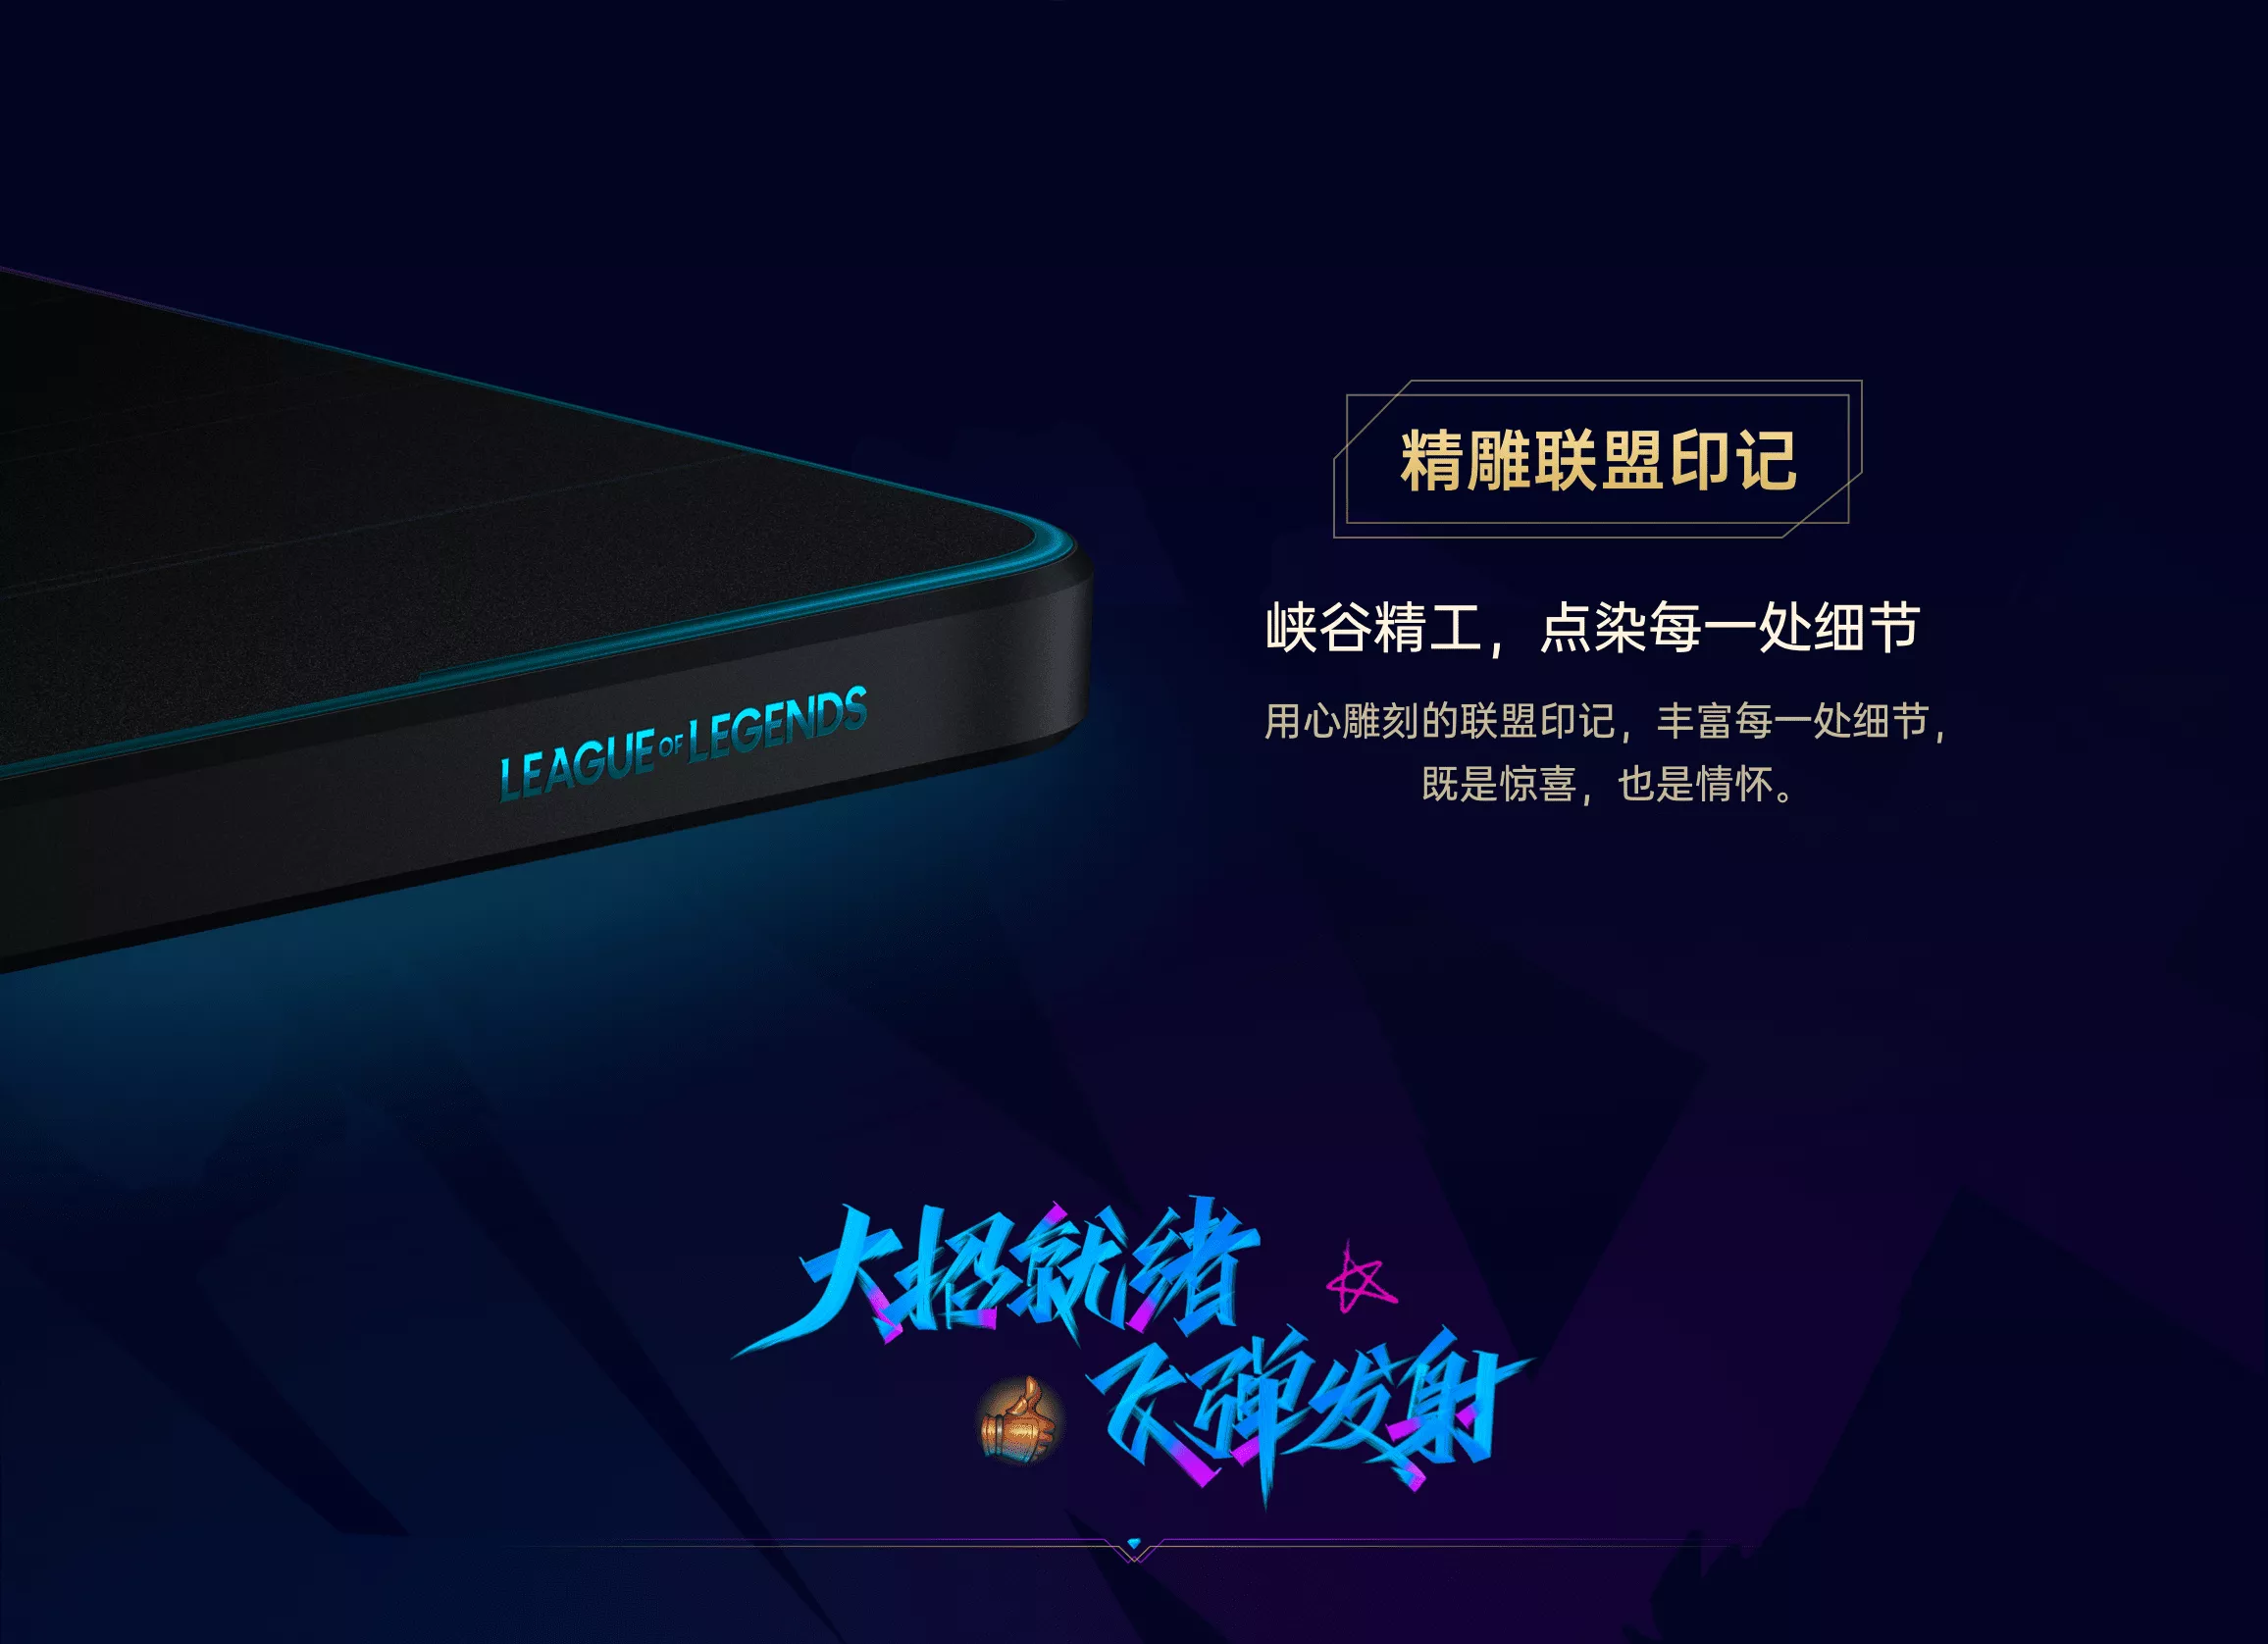 精雕联盟印记
峡谷精工，点染每一处细节
用心雕刻的联盟印记，丰富每一处细节，
既是惊喜，也是情怀。
LEAGUE OF LEGENDS
大招就绪
飞弹发射